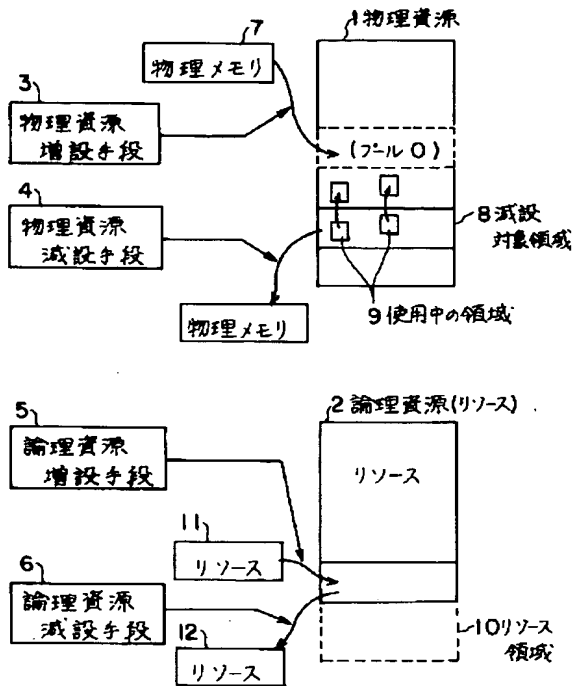 1 物理資源
7
物理メモリ
3
物理資源
増設手段
(プール0)
4
物理資源
減設手段
8 減設
対象領域
物理メモリ
9 使用中の領域
5
論理資源
増設手段
2 論理資源(リソース)
リソース
11
リソース
6
論理資源
減設手段
12
リソース
10 リソース
領域